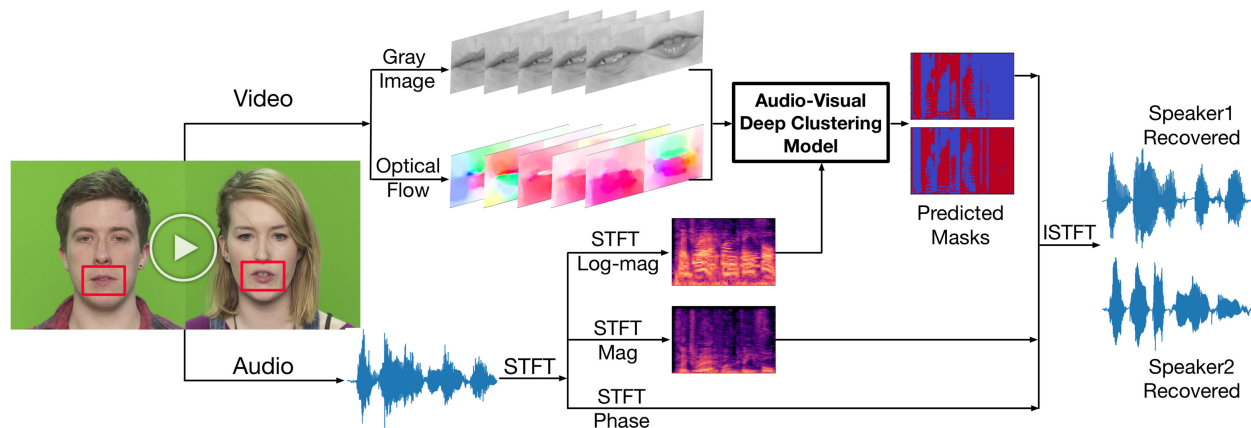 Video
Gray
Image
Optical
Flow
Audio-Visual
Deep Clustering
Model
Predicted
Masks
Speaker1
Recovered
ISTFT
STFT
Log-mag
STFT
Mag
Audio
STFT
STFT
Phase
Speaker2
Recovered